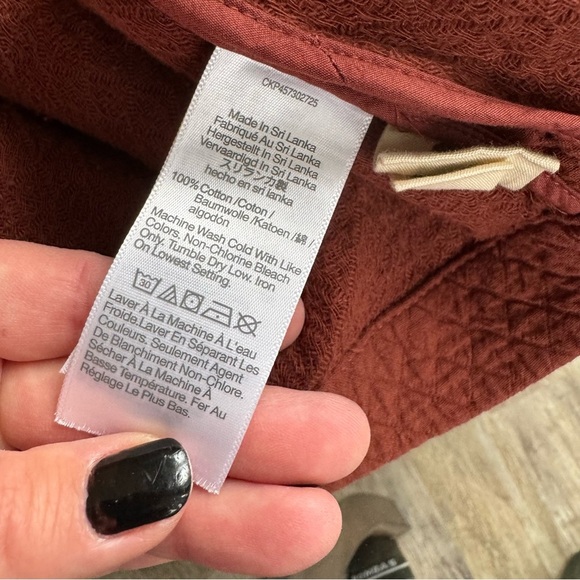 CKP457302725
Made In Sri Lanka
Fabriqué Au Sri Lanka
Hergestellt In Sri Lanka
Vervaardigd In Sri Lanka
スリランカ製
hecho en sri lanka
100% Cotton /Coton /
Baumwolle /Katoen /綿 /
algodón
Machine Wash Cold With Like
Colors. Non-Chlorine Bleach
Only. Tumble Dry Low. Iron
On Lowest Setting.
30
Laver À La Machine À L'eau
Froide.Laver En Séparant Les
Couleurs. Seulement Agent
De Blanchiment Non-Chlore.
Sécher À La Machine À
Basse Température. Fer Au
Réglage Le Plus Bas.